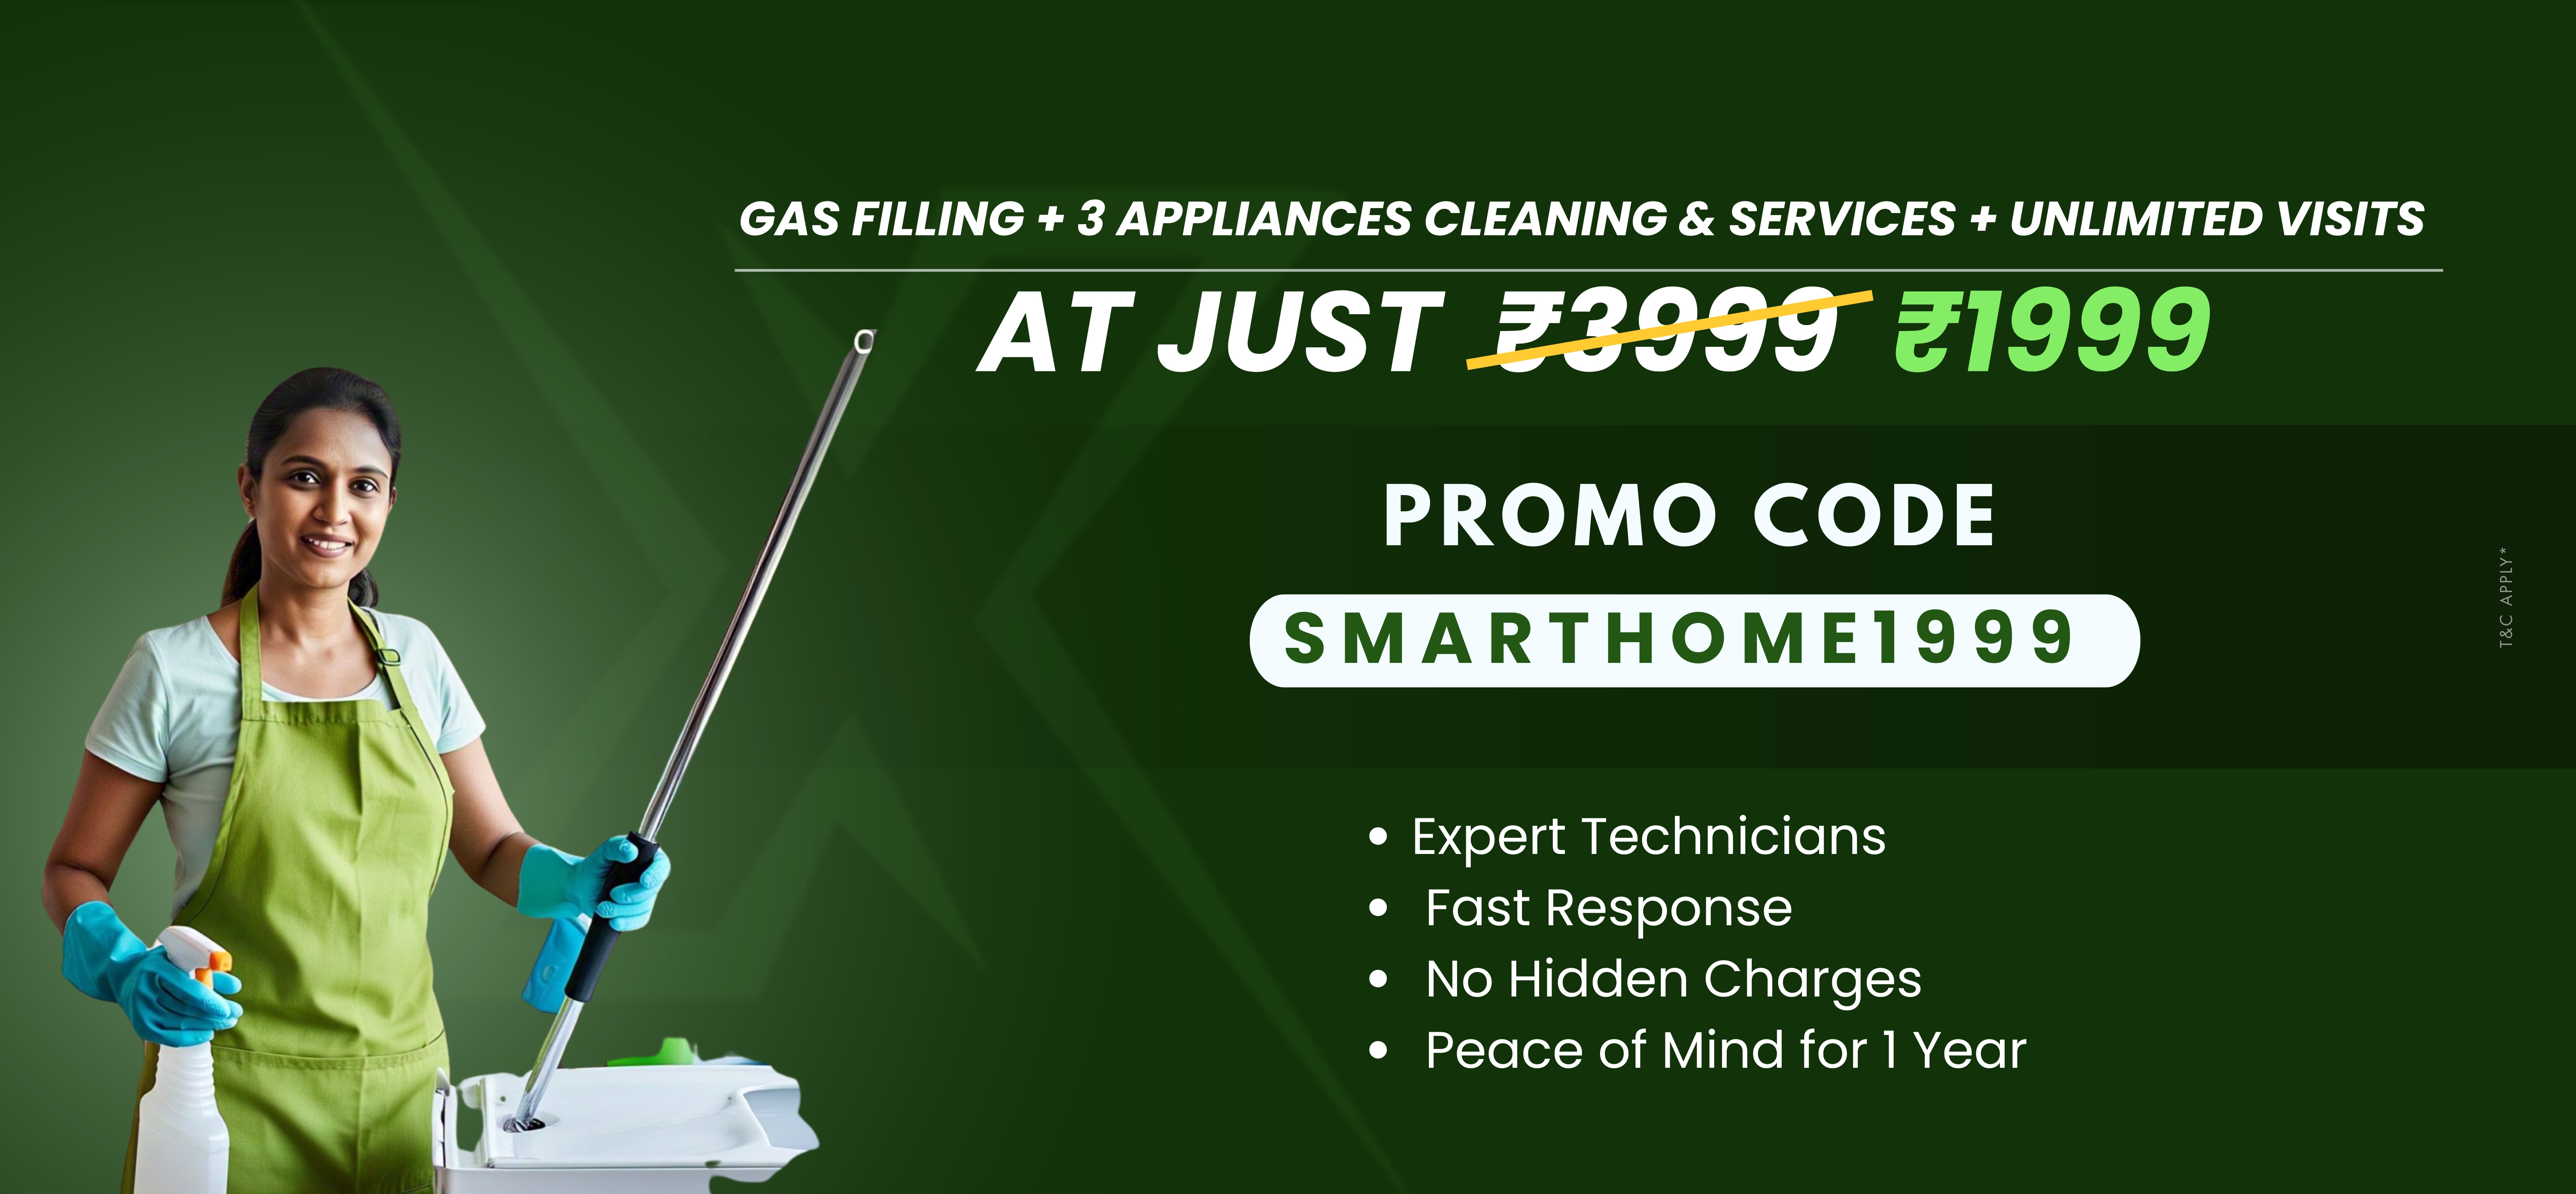 GAS FILLING + 3 APPLIANCES CLEANING & SERVICES + UNLIMITED VISITS
AT JUST ₹3999 ₹1999
PROMO CODE
SMARTHOME1999
T&C APPLY*
• Expert Technicians
• Fast Response
• No Hidden Charges
• Peace of Mind for 1 Year